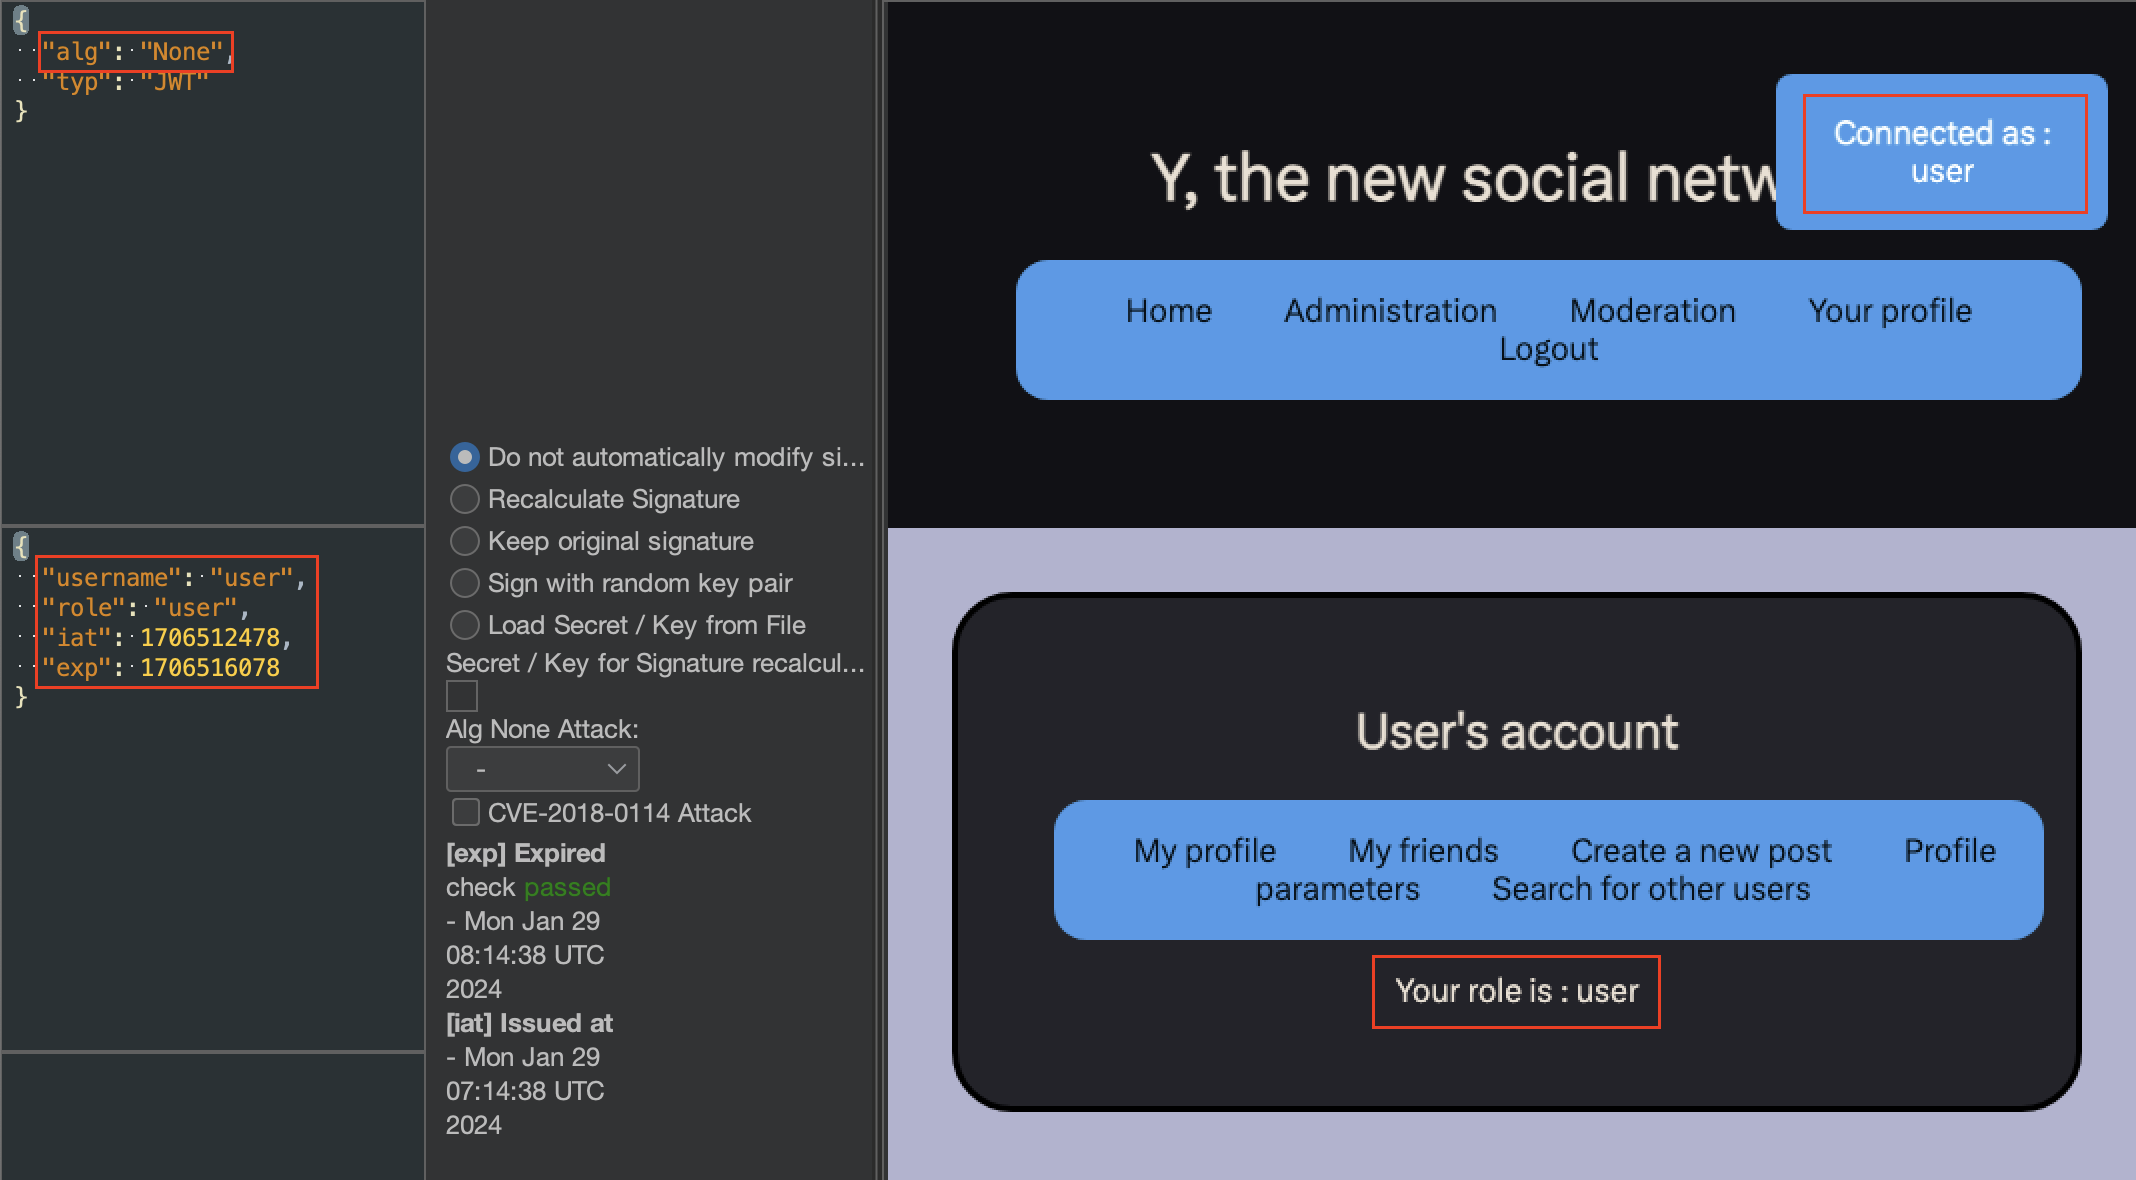 {
"alg": "None",
"typ": "JWT"
}
{
"username": "user",
"role": "user",
"iat": 1706512478,
"exp": 1706516078
}
Do not automatically modify si...
Recalculate Signature
Keep original signature
Sign with random key pair
Load Secret / Key from File
Secret / Key for Signature recalcul...
Alg None Attack:
-
CVE-2018-0114 Attack
[exp] Expired
check passed
- Mon Jan 29
08:14:38 UTC
2024
[iat] Issued at
- Mon Jan 29
07:14:38 UTC
2024
Connected as :
user
Y, the new social netw
Home Administration Moderation Your profile
Logout
User's account
My profile My friends Create a new post Profile
parameters Search for other users
Your role is : user